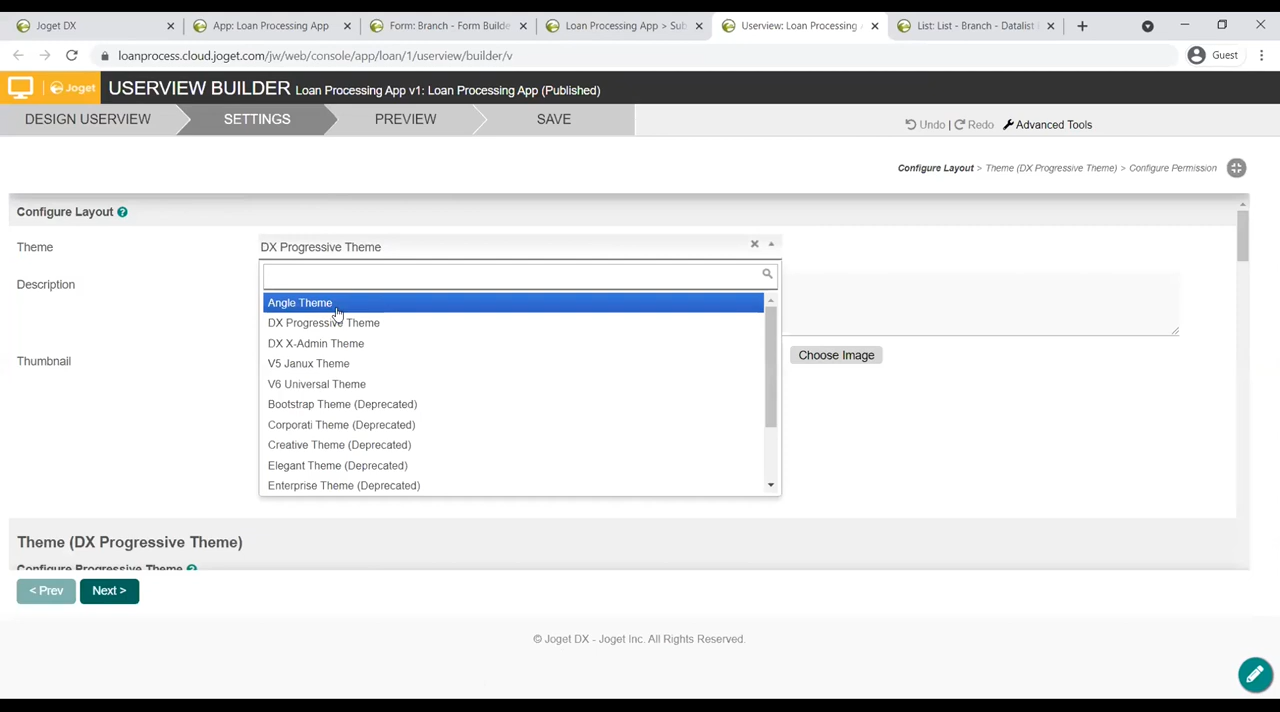 Joget DX
App: Loan Processing App
Form: Branch - Form Builde
Loan Processing App > Sub
Userview: Loan Processing
List: List - Branch - Datalist
loanprocess.cloud.joget.com/jw/web/console/app/loan/1/userview/builder/v
Guest
Joget
USERVIEW BUILDER Loan Processing App v1: Loan Processing App (Published)
DESIGN USERVIEW
SETTINGS
PREVIEW
SAVE
Undo | Redo Advanced Tools
Configure Layout > Theme (DX Progressive Theme) > Configure Permission
Configure Layout ?
Theme
DX Progressive Theme
Description
Angle Theme
DX Progressive Theme
DX X-Admin Theme
Thumbnail
Choose Image
V5 Janux Theme
V6 Universal Theme
Bootstrap Theme (Deprecated)
Corporati Theme (Deprecated)
Creative Theme (Deprecated)
Elegant Theme (Deprecated)
Enterprise Theme (Deprecated)
Theme (DX Progressive Theme)
Configure Progressive Theme
< Prev
Next >
© Joget DX - Joget Inc. All Rights Reserved.